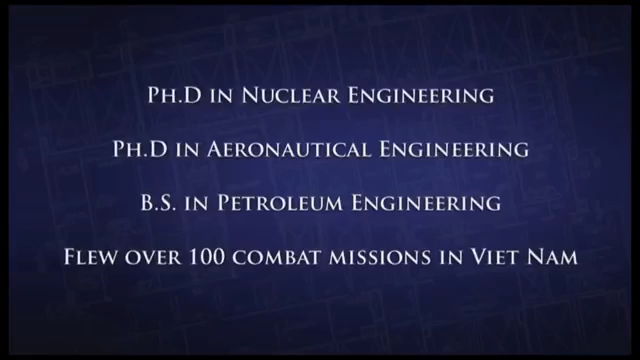 Ph.D in Nuclear Engineering
Ph.D in Aeronautical Engineering
B.S. in Petroleum Engineering
Flew over 100 combat missions in Viet Nam